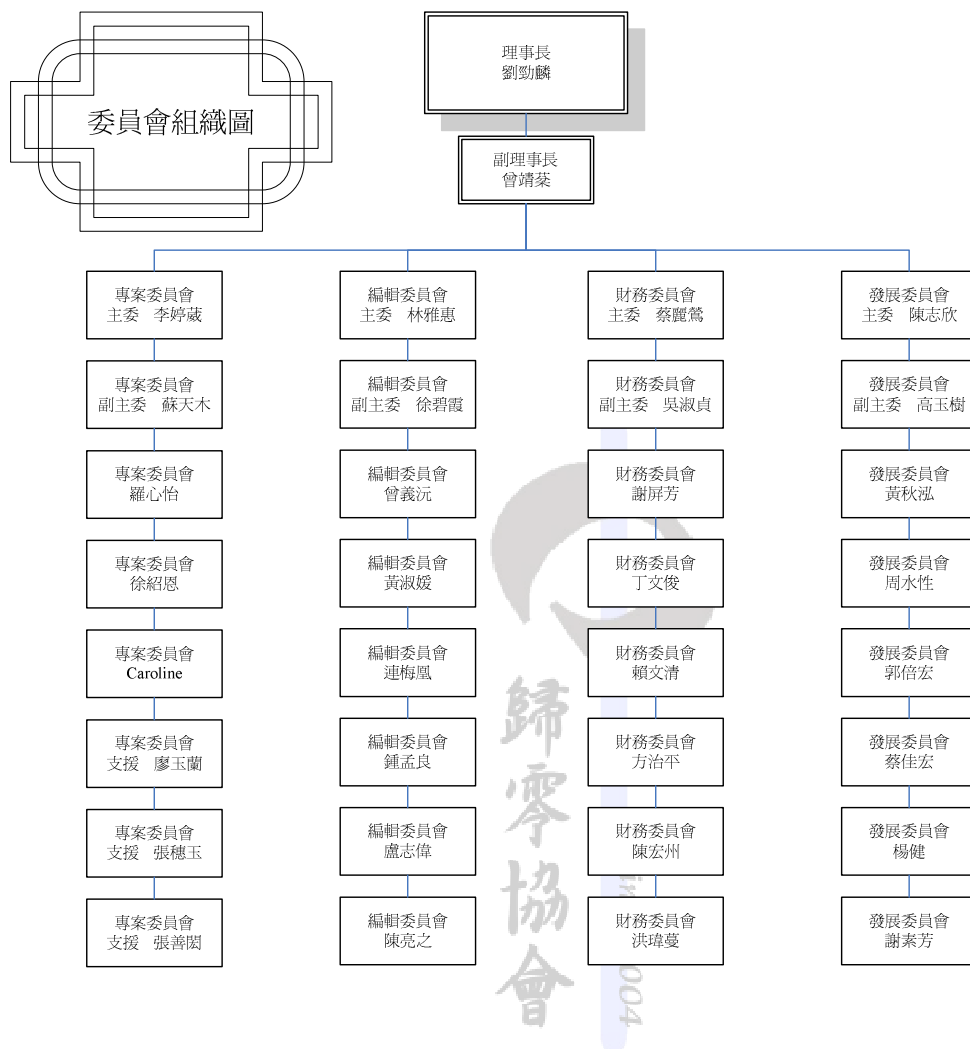 委員會組織圖
理事長
劉勁麟
副理事長
曾靖棻
專案委員會
主委　李婷葳
專案委員會
副主委　蘇天木
專案委員會
羅心怡
專案委員會
徐紹恩
專案委員會
Caroline
專案委員會
支援　廖玉蘭
專案委員會
支援　張穗玉
專案委員會
支援　張善閎
編輯委員會
主委　林雅惠
編輯委員會
副主委　徐碧霞
編輯委員會
曾義沅
編輯委員會
黃淑媛
編輯委員會
連梅凰
編輯委員會
鍾孟良
編輯委員會
盧志偉
編輯委員會
陳亮之
財務委員會
主委　蔡麗鶯
財務委員會
副主委　吳淑貞
財務委員會
謝屏芳
財務委員會
丁文俊
財務委員會
賴文清
財務委員會
方治平
財務委員會
陳宏州
財務委員會
洪瑋蔓
發展委員會
主委　陳志欣
發展委員會
副主委　高玉樹
發展委員會
黃秋泓
發展委員會
周水性
發展委員會
郭倍宏
發展委員會
蔡佳宏
發展委員會
楊健
發展委員會
謝素芳
歸零協會